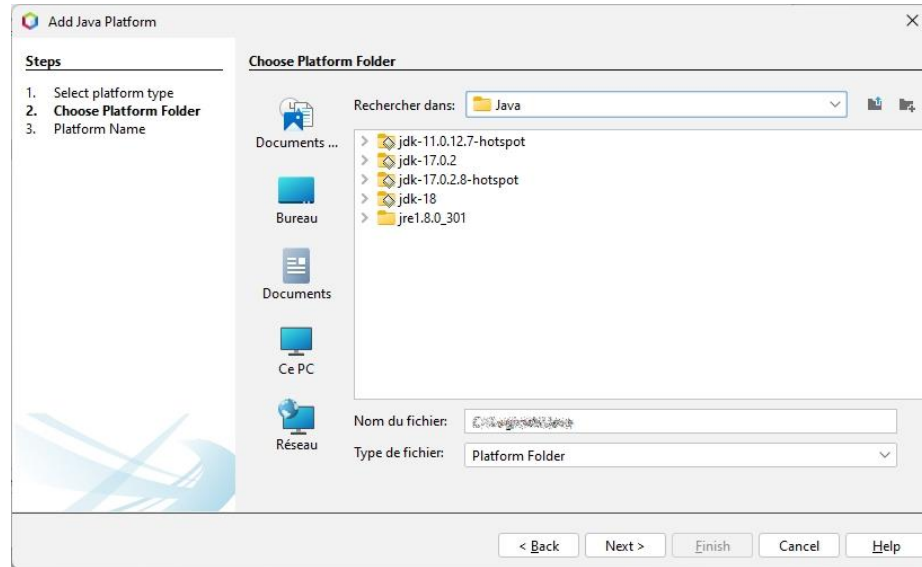 Add Java Platform
Steps
1. Select platform type
2. Choose Platform Folder
3. Platform Name
Choose Platform Folder
Rechercher dans: Java
Documents ...
Bureau
Documents
Ce PC
Réseau
jdk-11.0.12.7-hotspot
jdk-17.0.2
jdk-17.0.2.8-hotspot
jdk-18
jre1.8.0_301
Nom du fichier:
Type de fichier: Platform Folder
< Back Next > Finish Cancel Help